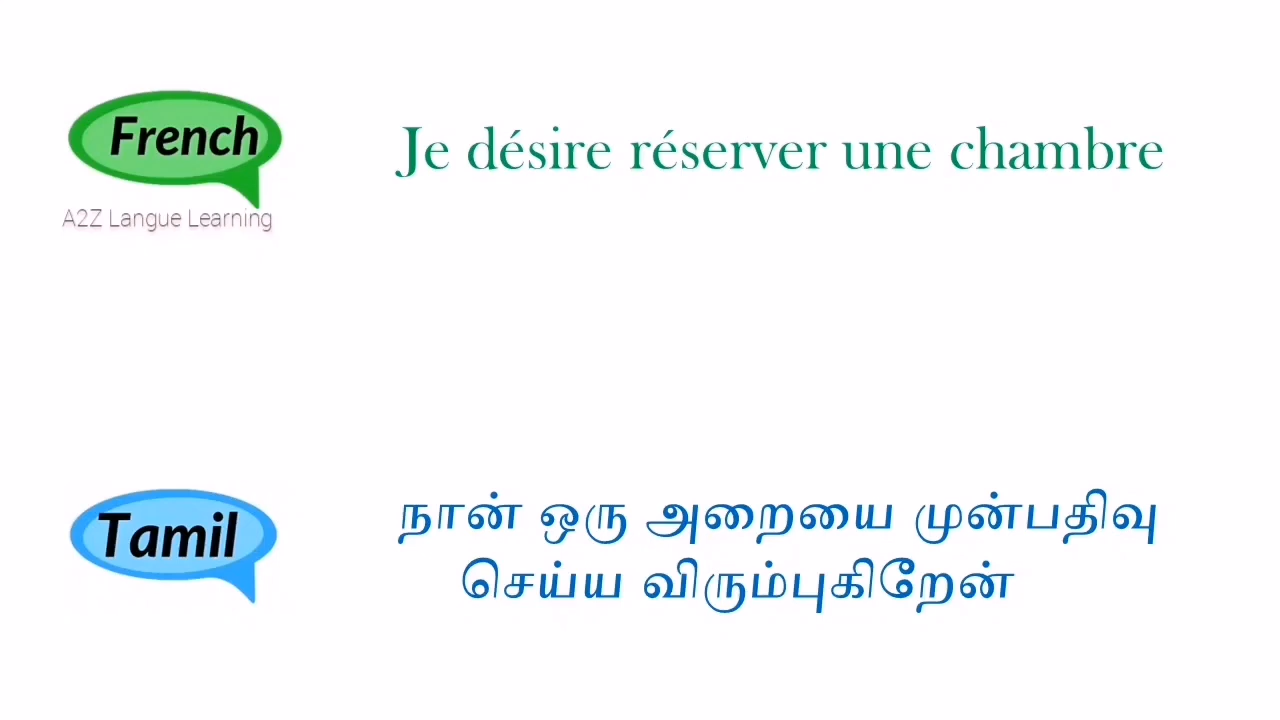 French
Je désire réserver une chambre
A2Z Langue Learning
Tamil
நான் ஒரு அறையை முன்பதிவு
செய்ய விரும்புகிறேன்